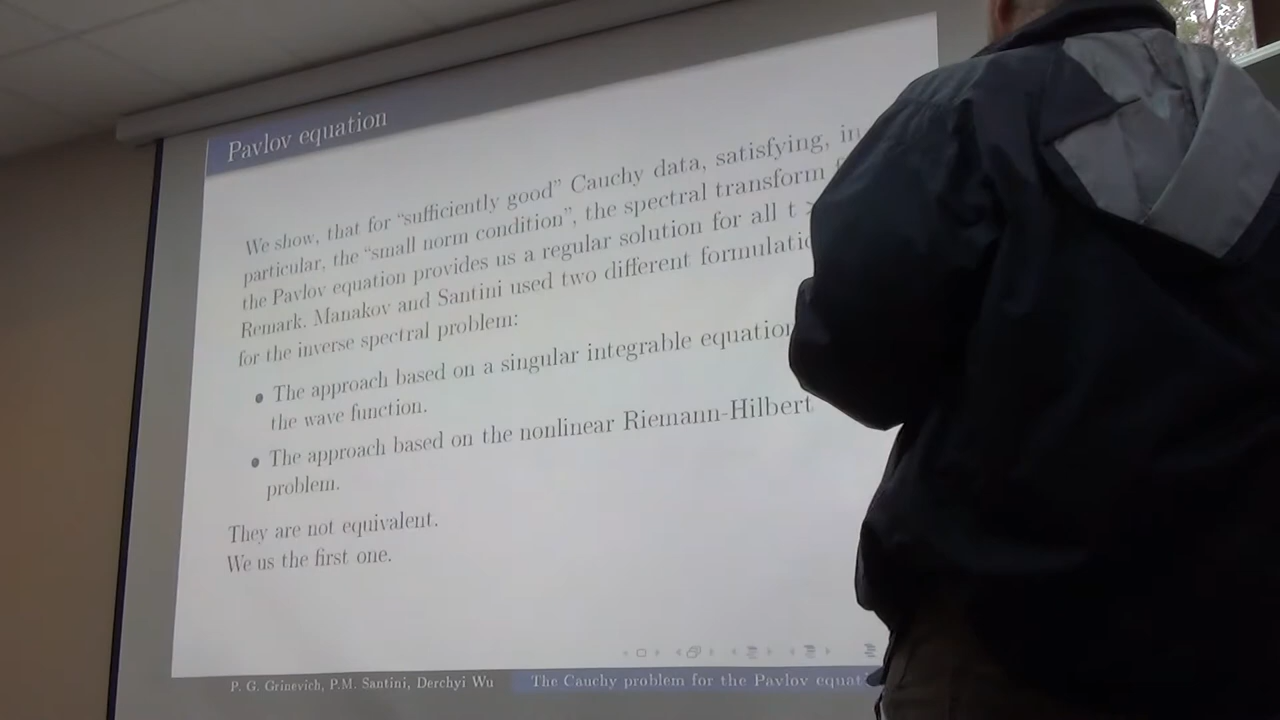 Pavlov equation
We show, that for “sufficiently good” Cauchy data, satisfying, in
particular, the “small norm condition”, the spectral transform
the Pavlov equation provides us a regular solution for all t >
Remark. Manakov and Santini used two different
for the inverse spectral problem:
• The approach based on a singular integrable
the wave function.
• The approach based on the nonlinear Riemann-Hilbert
problem.
They are not equivalent.
We us the first one.
P. G. Grinevich, P.M. Santini, Derchyi Wu
The Cauchy problem for the Pavlov